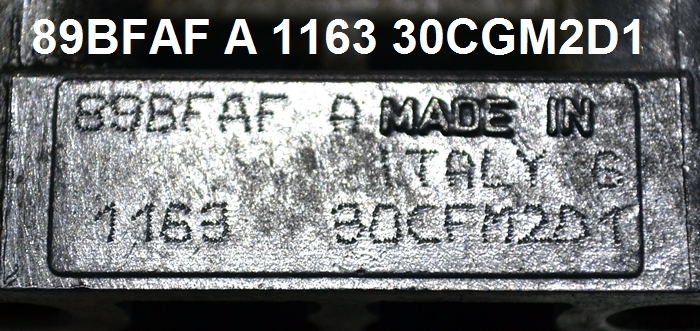 89BFAF A 1163 30CGM2D1
89BFAF A MADE IN
ITALY 6
1163 30CFM2D1